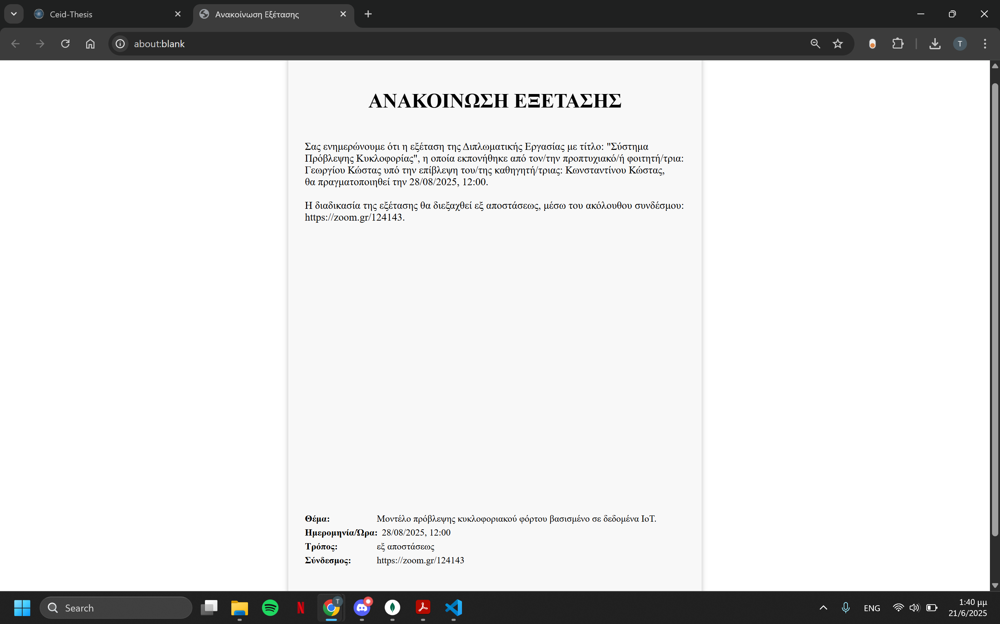 Ceid-Thesis
Ανακοίνωση Εξέτασης
about:blank
T
ΑΝΑΚΟΙΝΩΣΗ ΕΞΕΤΑΣΗΣ
Σας ενημερώνουμε ότι η εξέταση της Διπλωματικής Εργασίας με τίτλο: "Σύστημα
Πρόβλεψης Κυκλοφορίας", η οποία εκπονήθηκε από τον/την προπτυχιακό/ή φοιτητή/τρια:
Γεωργίου Κώστας υπό την επίβλεψη του/της καθηγητή/τριας: Κωνσταντίνου Κώστας,
θα πραγματοποιηθεί την 28/08/2025, 12:00.
Η διαδικασία της εξέτασης θα διεξαχθεί εξ αποστάσεως, μέσω του ακόλουθου συνδέσμου:
https://zoom.gr/124143.
Θέμα: Μοντέλο πρόβλεψης κυκλοφοριακού φόρτου βασισμένο σε δεδομένα IoT.
Ημερομηνία/Ώρα: 28/08/2025, 12:00
Τρόπος: εξ αποστάσεως
Σύνδεσμος: https://zoom.gr/124143
Search
T
ENG
1:40 μμ
21/6/2025